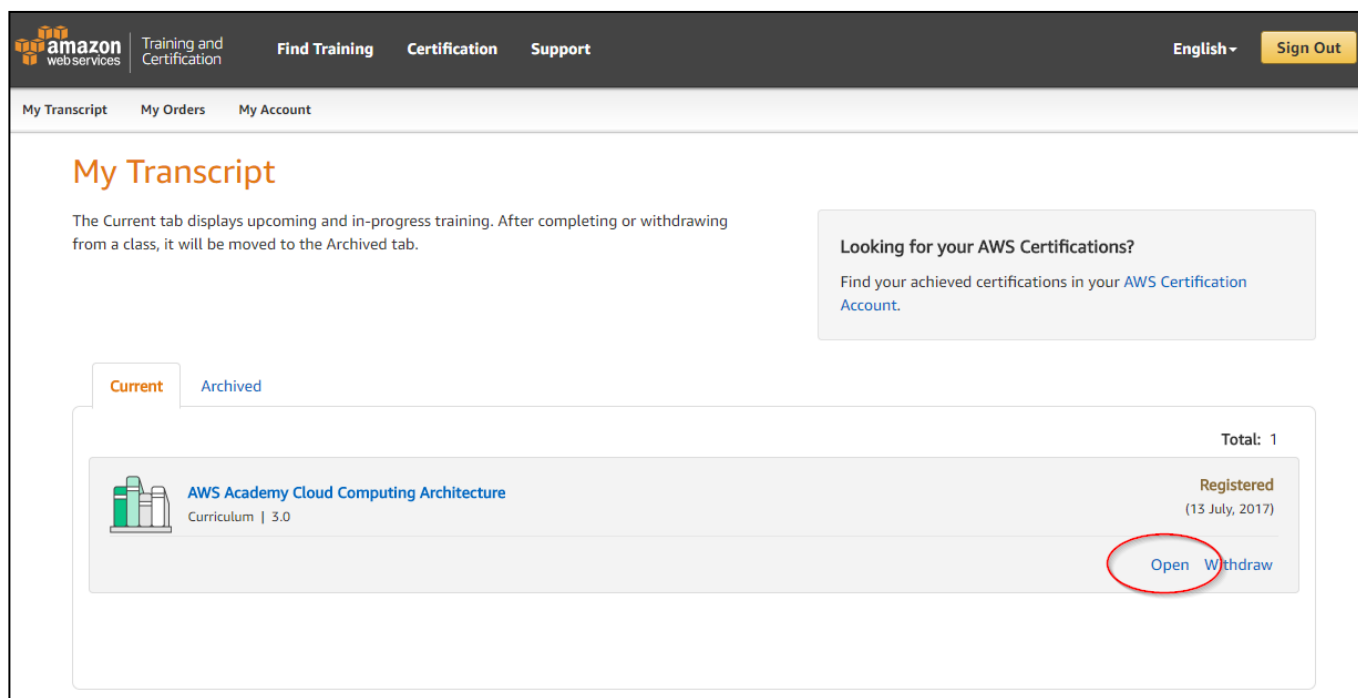 amazon
webservices
Training and
Certification
Find Training
Certification
Support
English
Sign Out
My Transcript
My Orders
My Account
My Transcript
The Current tab displays upcoming and in-progress training. After completing or withdrawing
from a class, it will be moved to the Archived tab.
Looking for your AWS Certifications?
Find your achieved certifications in your AWS Certification
Account.
Current
Archived
Total: 1
AWS Academy Cloud Computing Architecture
Curriculum | 3.0
Registered
(13 July, 2017)
Open
Withdraw